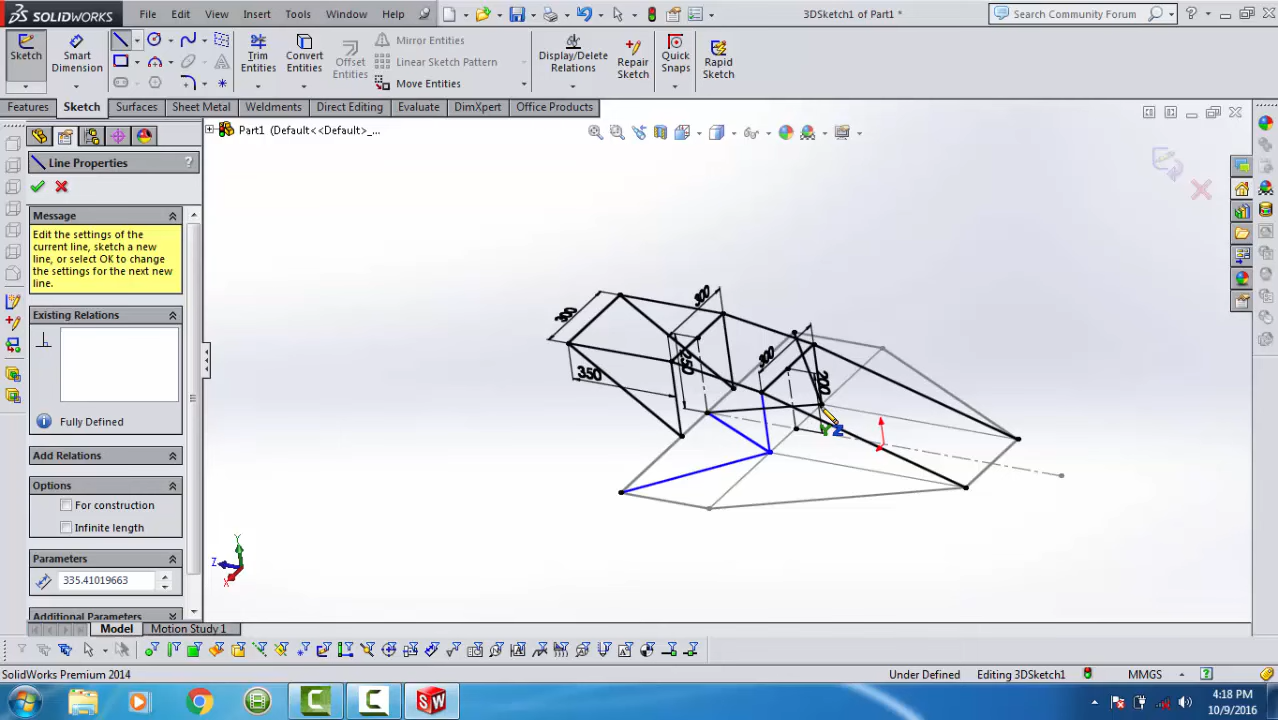 SOLIDWORKS
File Edit View Insert Tools Window Help
3DSketch1 of Part1 *
Search Community Forum
Sketch
Smart Dimension
Trim Entities
Convert Entities
Offset Entities
Mirror Entities
Linear Sketch Pattern
Move Entities
Display/Delete Relations
Repair Sketch
Quick Snaps
Rapid Sketch
Features Sketch Surfaces Sheet Metal Weldments Direct Editing Evaluate DimXpert Office Products
Part1 (Default<<Default>_...
Line Properties ?
Message
Edit the settings of the
current line, sketch a new
line, or select OK to change
the settings for the next new
line.
Existing Relations
Fully Defined
Add Relations
Options
For construction
Infinite length
Parameters
335.41019663
Additional Parameters
300
350
300
250
300
200
Y Z
Y
Z
X
Model Motion Study 1
SolidWorks Premium 2014
Under Defined Editing 3DSketch1 MMGS
4:18 PM
10/9/2016